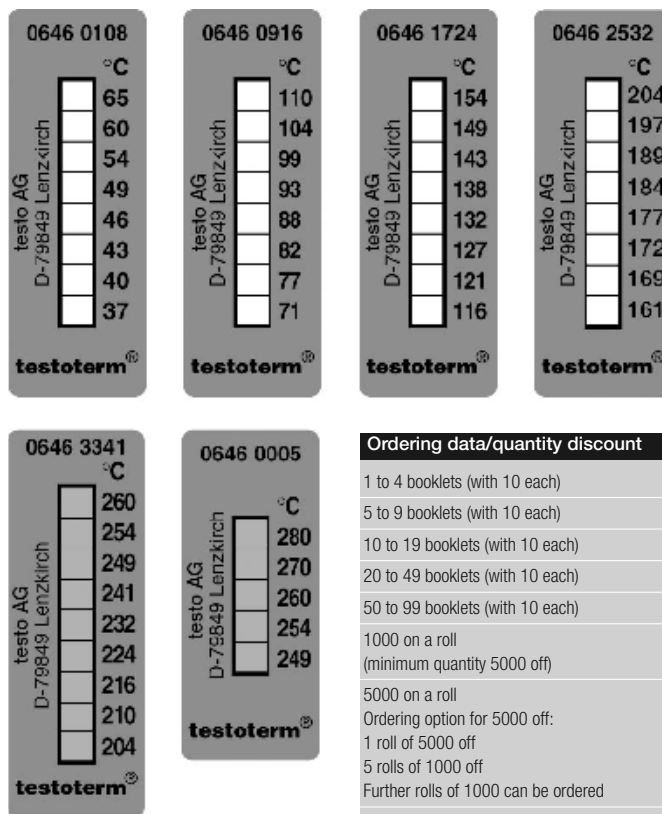 0646 0108
°C
65
60
54
49
46
43
40
37
testo AG
D-79849 Lenzkirch
testoterm®
0646 0916
°C
110
104
99
93
88
82
77
71
testo AG
D-79849 Lenzkirch
testoterm®
0646 1724
°C
154
149
143
138
132
127
121
116
testo AG
D-79849 Lenzkirch
testoterm®
0646 2532
°C
204
197
189
184
177
172
169
161
testo AG
D-79849 Lenzkirch
testoterm®
0646 3341
°C
260
254
249
241
232
224
216
210
204
testo AG
D-79849 Lenzkirch
testoterm®
0646 0005
°C
280
270
260
254
249
testo AG
D-79849 Lenzkirch
testoterm®
Ordering data/quantity discount
1 to 4 booklets (with 10 each)
5 to 9 booklets (with 10 each)
10 to 19 booklets (with 10 each)
20 to 49 booklets (with 10 each)
50 to 99 booklets (with 10 each)
1000 on a roll
(minimum quantity 5000 off)
5000 on a roll
Ordering option for 5000 off:
1 roll of 5000 off
5 rolls of 1000 off
Further rolls of 1000 can be ordered